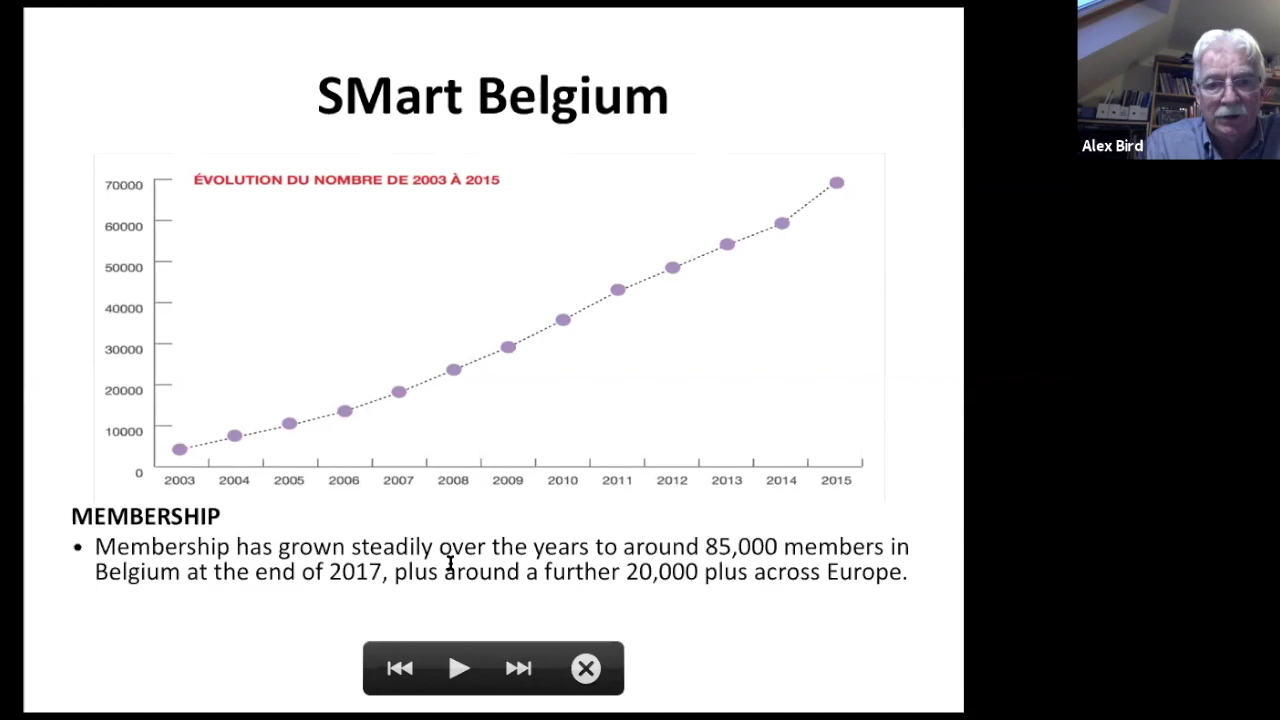 SMart Belgium
Alex Bird
ÉVOLUTION DU NOMBRE DE 2003 À 2015
70000
60000
50000
40000
30000
20000
10000
0
2003 2004 2005 2006 2007 2008 2009 2010 2011 2012 2013 2014 2015
MEMBERSHIP
• Membership has grown steadily over the years to around 85,000 members in
Belgium at the end of 2017, plus around a further 20,000 plus across Europe.